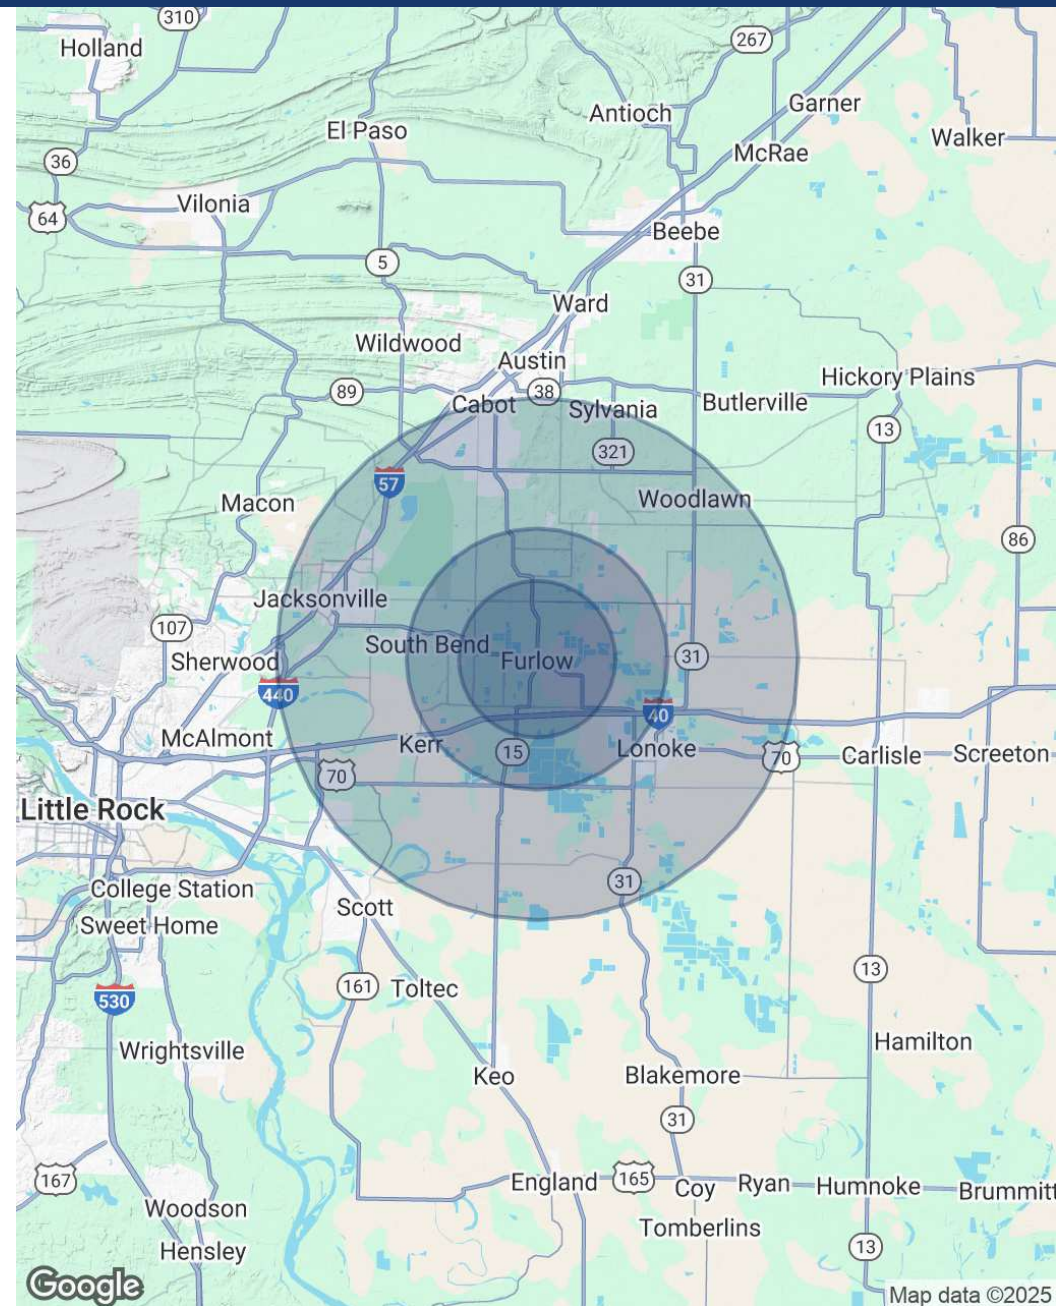 310
Holland
267
Garner
Antioch
El Paso
Walker
McRae
36
Vilonia
64
Beebe
5
31
Ward
Wildwood
Austin
Hickory Plains
89
38
Cabot
Sylvania
Butlerville
13
321
57
Woodlawn
Macon
86
Jacksonville
107
South Bend
Sherwood
Furlow
31
440
40
McAlmont
Kerr
15
Lonoke
70
Carlisle
Screeton
70
Little Rock
31
College Station
Scott
Sweet Home
13
161
Toltec
530
Hamilton
Wrightsville
Keo
Blakemore
31
167
England
165
Coy
Ryan
Humnoke
Brummitt
Woodson
Tomberlins
Hensley
13
Google
Map data ©2025